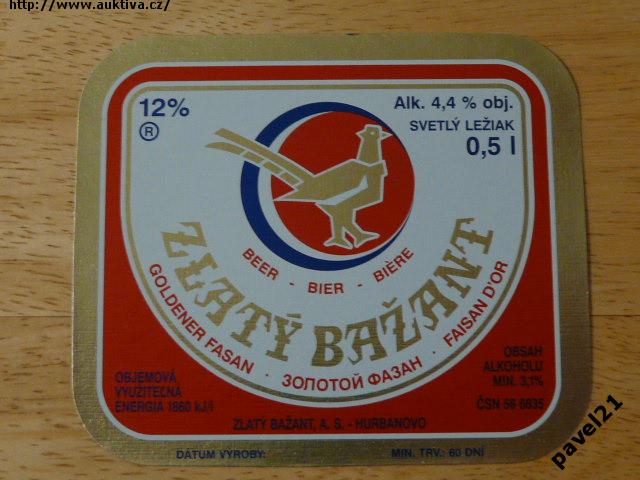 http://www.auktiva.cz/
12%
®
Alk. 4,4 % obj.
SVETLÝ LEŽIAK
0,5 l
BEER - BIER - BIÈRE
ZLATÝ BAŽANT
GOLDENER FASAN · ЗОЛОТОЙ ФАЗАН · FAISAN D'OR
OBJEMOVÁ
VYUŽITEĽNÁ
ENERGIA 1860 kJ/l
OBSAH
ALKOHOLU
MIN. 3,1%
ČSN 56 6635
ZLATÝ BAŽANT, A. S. - HURBANOVO
DÁTUM VÝROBY:
MIN. TRV.: 60 DNÍ
pavel21